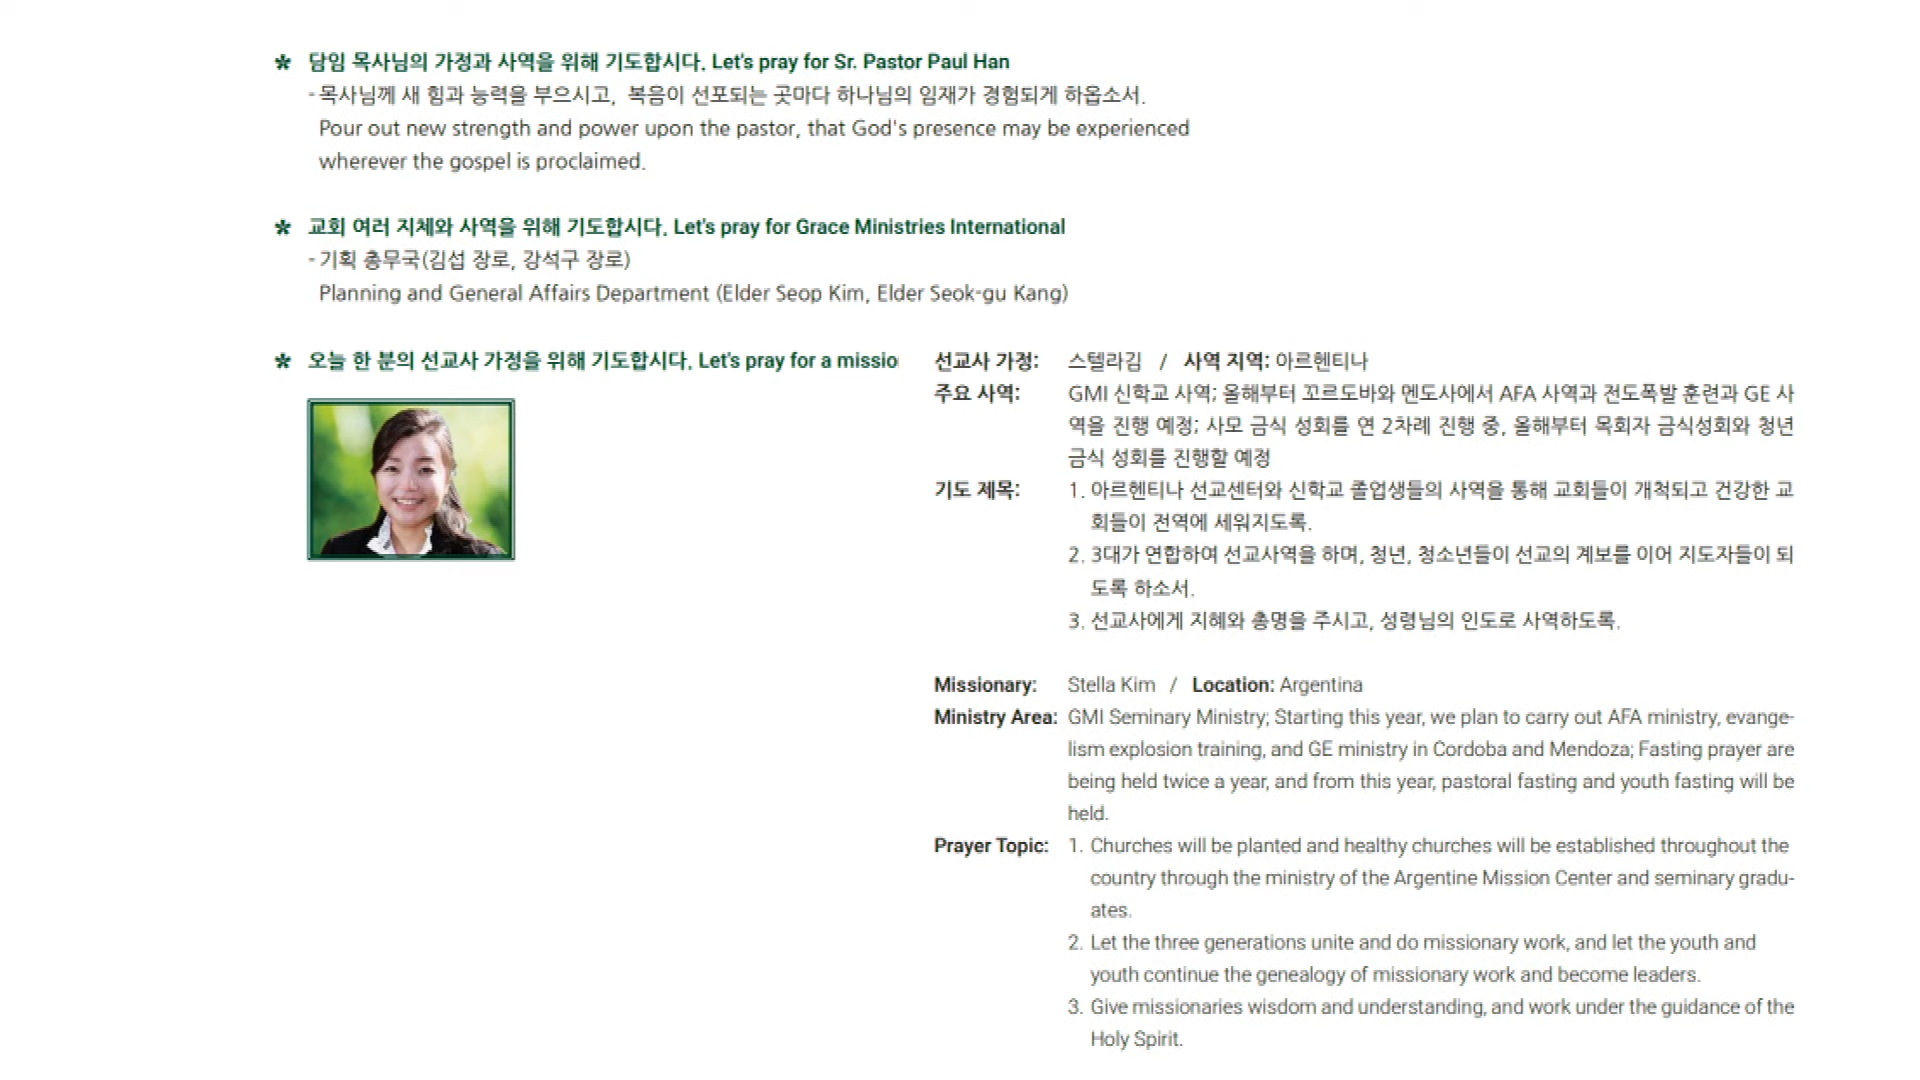 * 담임 목사님의 가정과 사역을 위해 기도합시다. Let's pray for Sr. Pastor Paul Han
- 목사님께 새 힘과 능력을 부으시고, 복음이 선포되는 곳마다 하나님의 임재가 경험되게 하옵소서.
Pour out new strength and power upon the pastor, that God's presence may be experienced
wherever the gospel is proclaimed.
* 교회 여러 지체와 사역을 위해 기도합시다. Let's pray for Grace Ministries International
- 기획 총무국(김섭 장로, 강석구 장로)
Planning and General Affairs Department (Elder Seop Kim, Elder Seok-gu Kang)
* 오늘 한 분의 선교사 가정을 위해 기도합시다. Let's pray for a missio
선교사 가정: 스텔라김 / 사역 지역: 아르헨티나
주요 사역: GMI 신학교 사역; 올해부터 꼬르도바와 멘도사에서 AFA 사역과 전도폭발 훈련과 GE 사
역을 진행 예정; 사모 금식 성회를 연 2차례 진행 중, 올해부터 목회자 금식성회와 청년
금식 성회를 진행할 예정
기도 제목: 1. 아르헨티나 선교센터와 신학교 졸업생들의 사역을 통해 교회들이 개척되고 건강한 교
회들이 전역에 세워지도록.
2. 3대가 연합하여 선교사역을 하며, 청년, 청소년들이 선교의 계보를 이어 지도자들이 되
도록 하소서.
3. 선교사에게 지혜와 총명을 주시고, 성령님의 인도로 사역하도록.
Missionary: Stella Kim / Location: Argentina
Ministry Area: GMI Seminary Ministry; Starting this year, we plan to carry out AFA ministry, evange-
lism explosion training, and GE ministry in Cordoba and Mendoza; Fasting prayer are
being held twice a year, and from this year, pastoral fasting and youth fasting will be
held.
Prayer Topic: 1. Churches will be planted and healthy churches will be established throughout the
country through the ministry of the Argentine Mission Center and seminary gradu-
ates.
2. Let the three generations unite and do missionary work, and let the youth and
youth continue the genealogy of missionary work and become leaders.
3. Give missionaries wisdom and understanding, and work under the guidance of the
Holy Spirit.